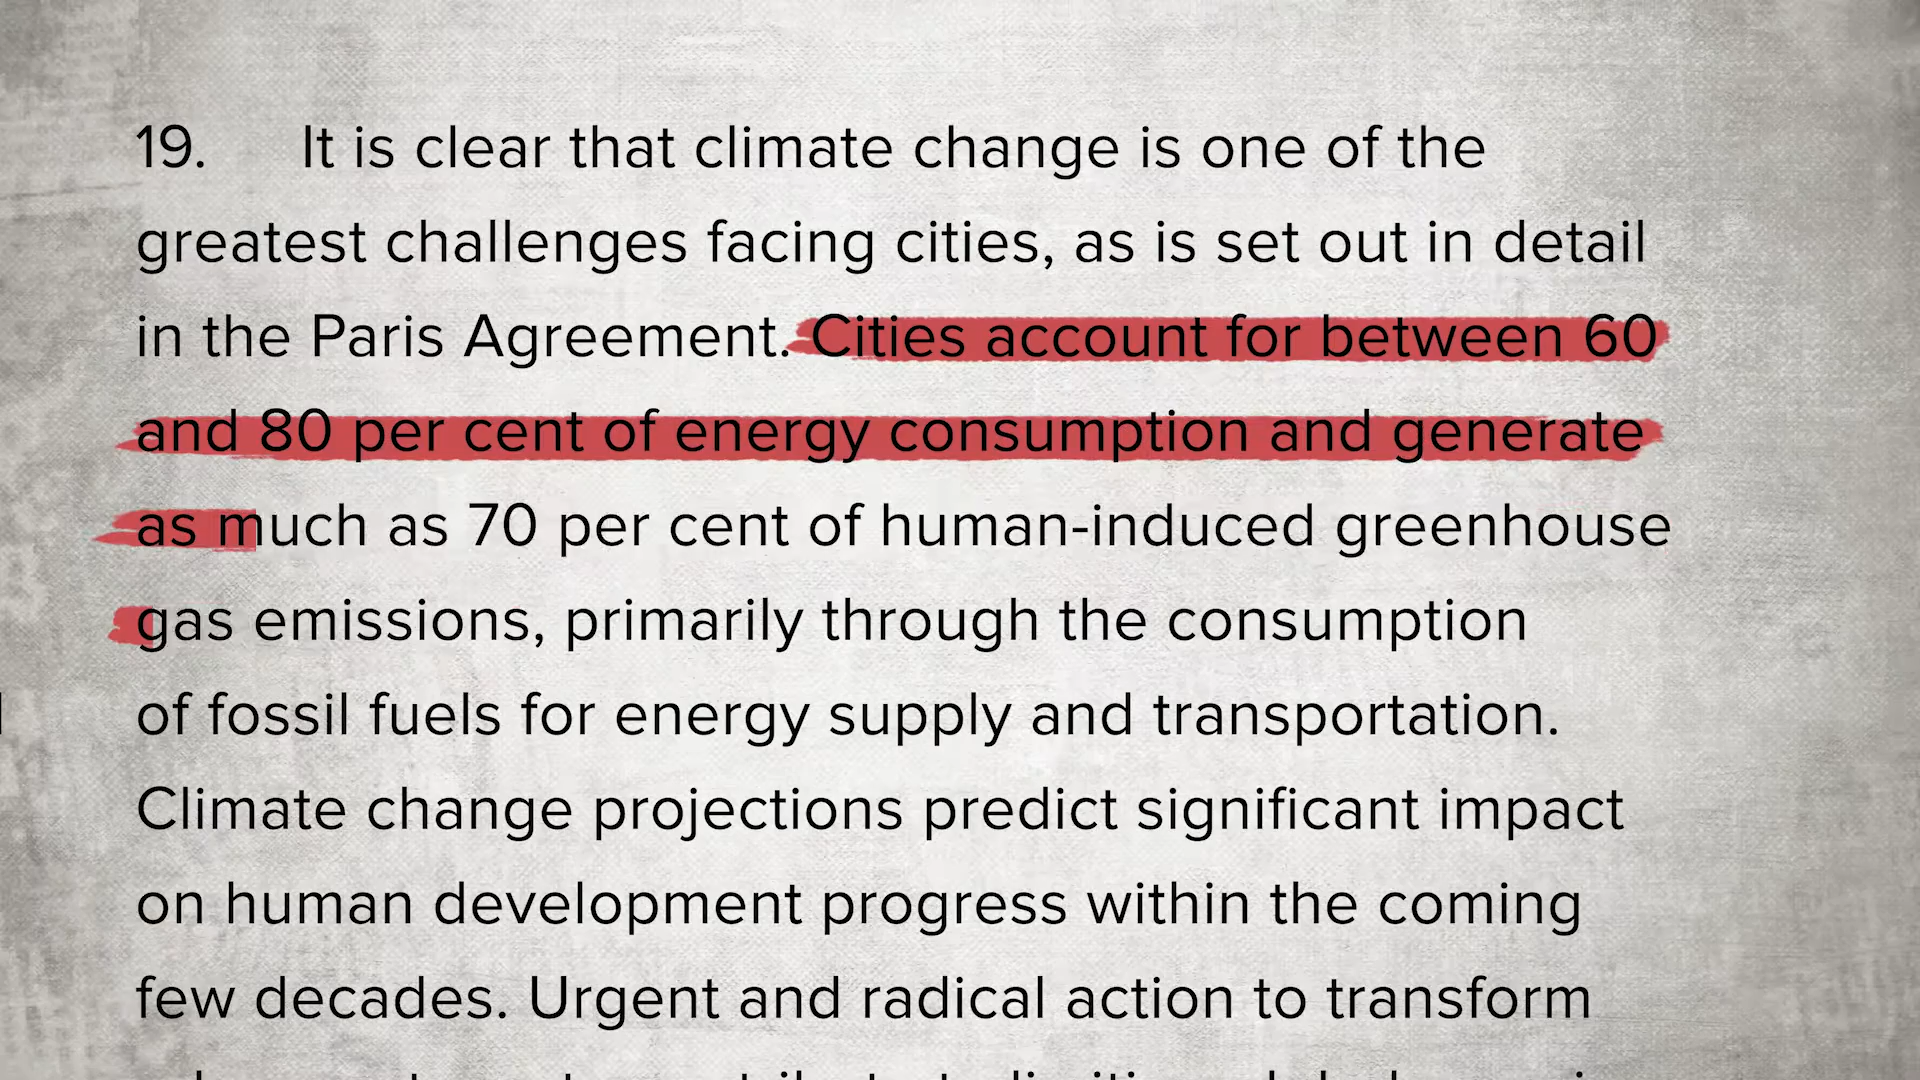 19. It is clear that climate change is one of the
greatest challenges facing cities, as is set out in detail
in the Paris Agreement. Cities account for between 60
and 80 per cent of energy consumption and generate
as much as 70 per cent of human-induced greenhouse
gas emissions, primarily through the consumption
of fossil fuels for energy supply and transportation.
Climate change projections predict significant impact
on human development progress within the coming
few decades. Urgent and radical action to transform